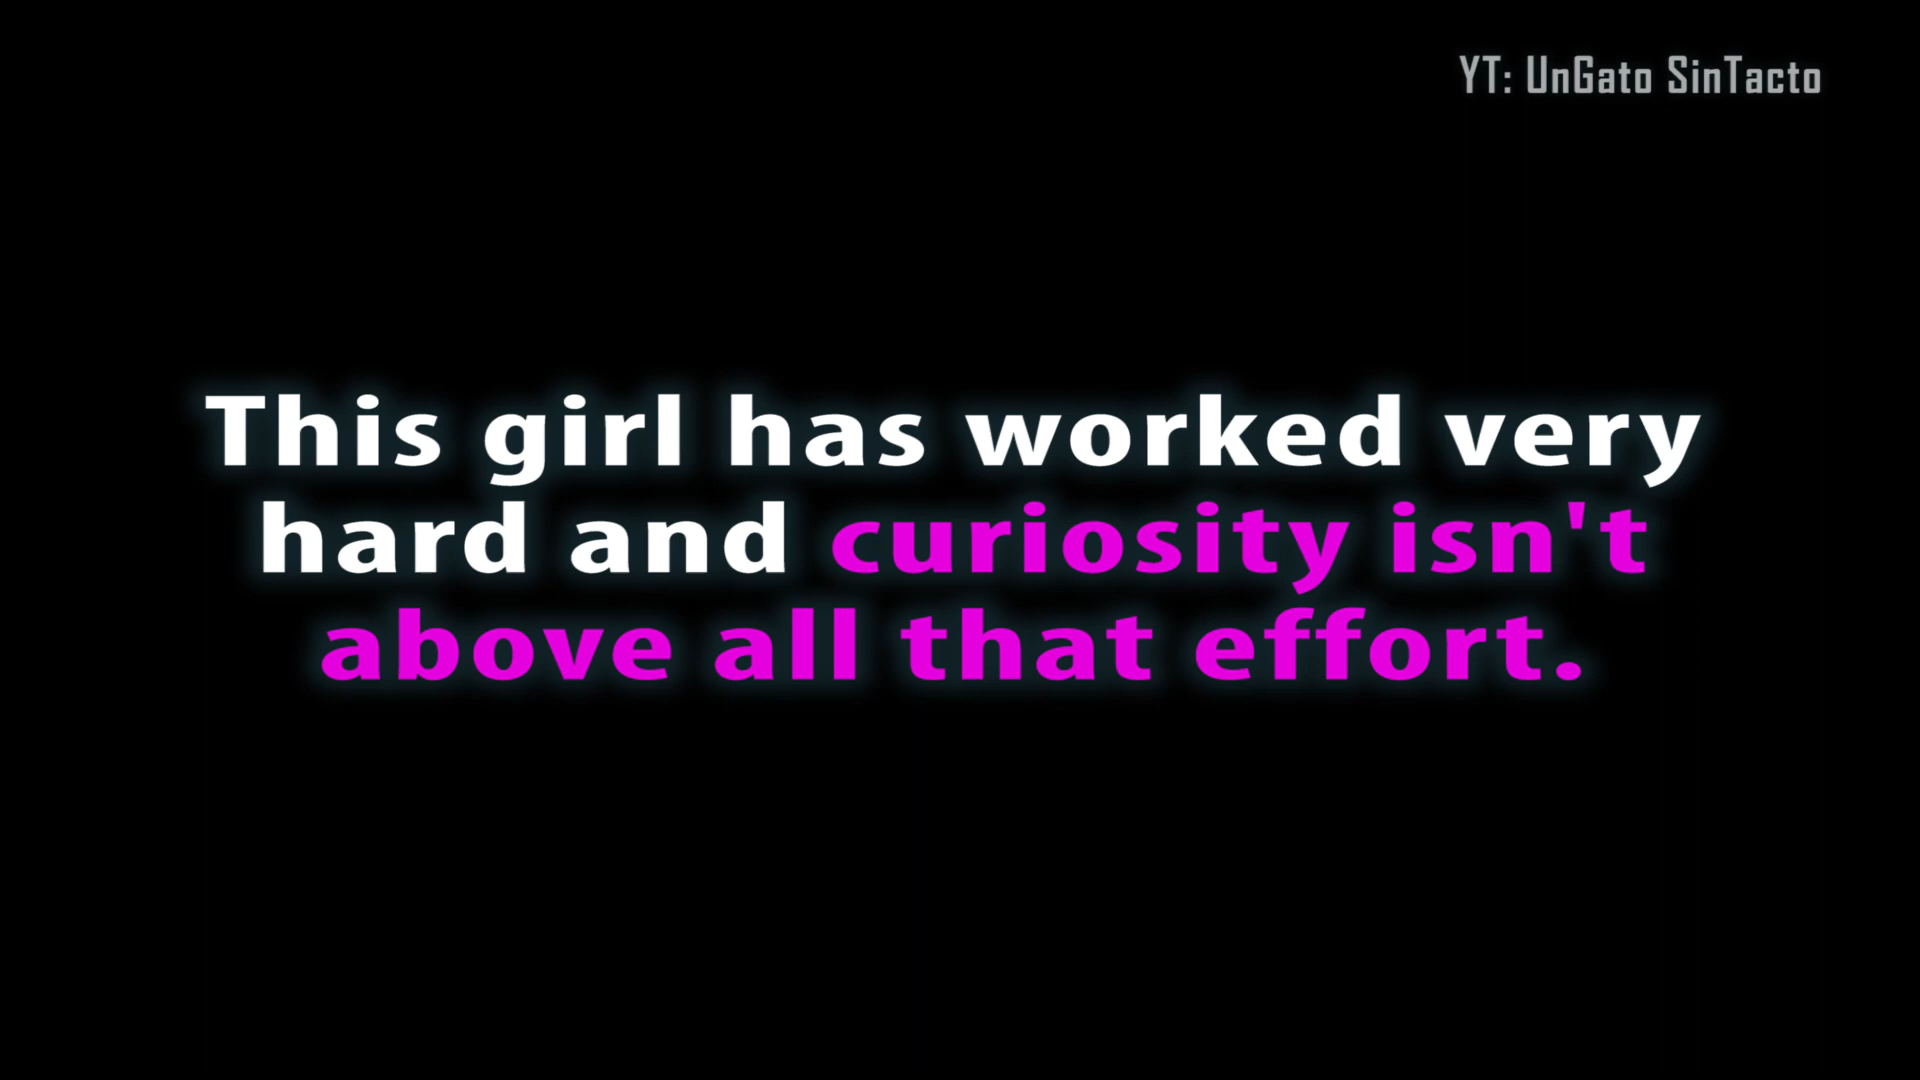 YT: UnGato SinTacto
This girl has worked very
hard and curiosity isn't
above all that effort.